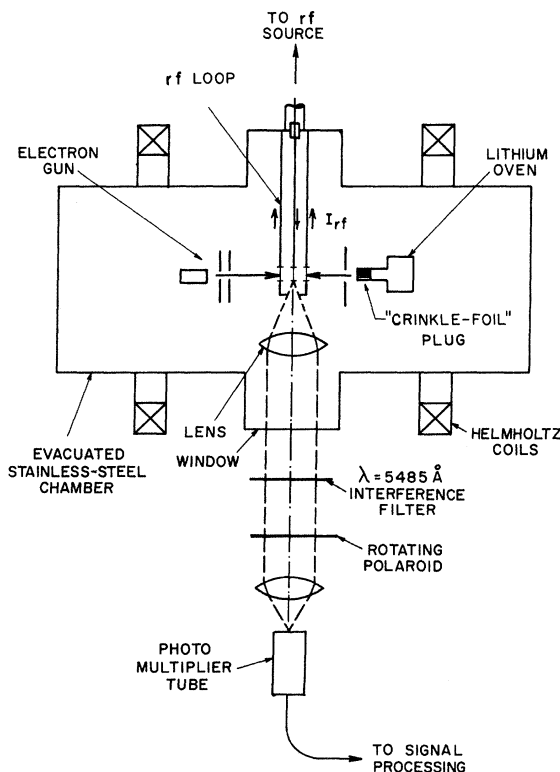 TO rf
SOURCE
rf LOOP
ELECTRON
GUN
LITHIUM
OVEN
Irf
"CRINKLE-FOIL"
PLUG
LENS
WINDOW
EVACUATED
STAINLESS-STEEL
CHAMBER
HELMHOLTZ
COILS
λ = 5485 Å
INTERFERENCE
FILTER
ROTATING
POLAROID
PHOTO
MULTIPLIER
TUBE
TO SIGNAL
PROCESSING